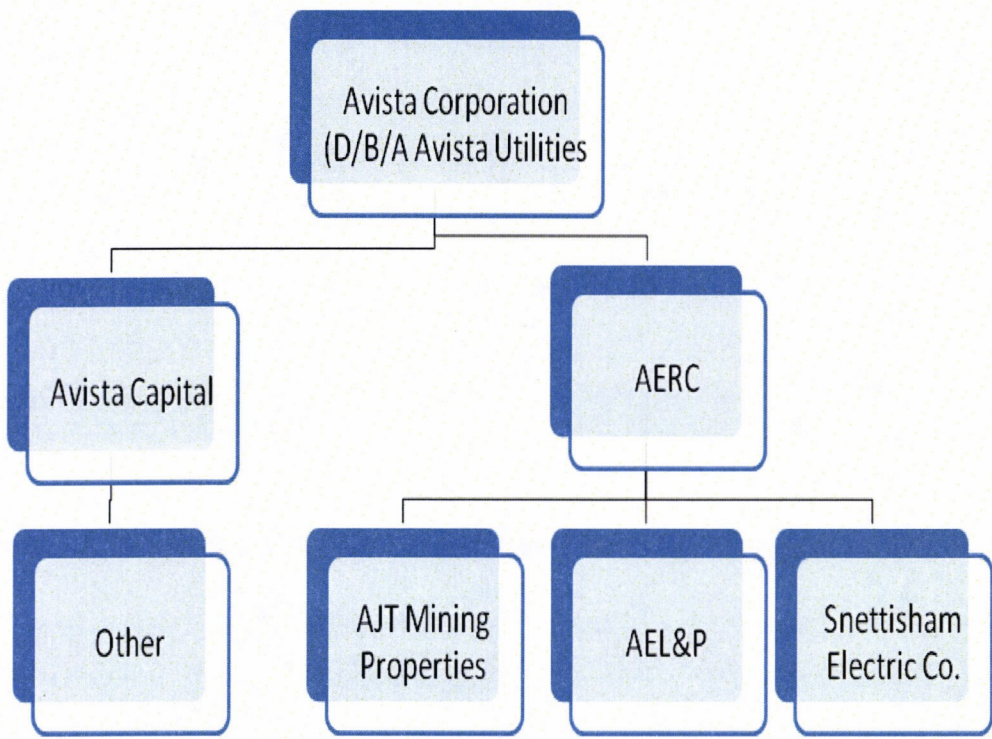 Avista Corporation
(D/B/A Avista Utilities
Avista Capital
AERC
Other
AJT Mining
Properties
AEL&P
Snettisham
Electric Co.